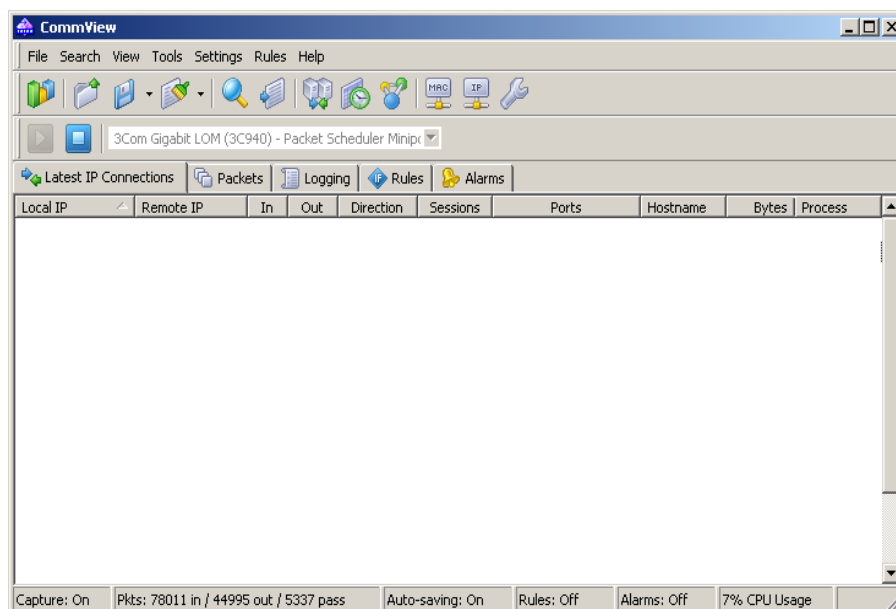 CommView
File Search View Tools Settings Rules Help
MAC IP
3Com Gigabit LOM (3C940) - Packet Scheduler Minipo
Latest IP Connections Packets Logging IP Rules Alarms
Local IP Remote IP In Out Direction Sessions Ports Hostname Bytes Process
Capture: On Pkts: 78011 in / 44995 out / 5337 pass Auto-saving: On Rules: Off Alarms: Off 7% CPU Usage